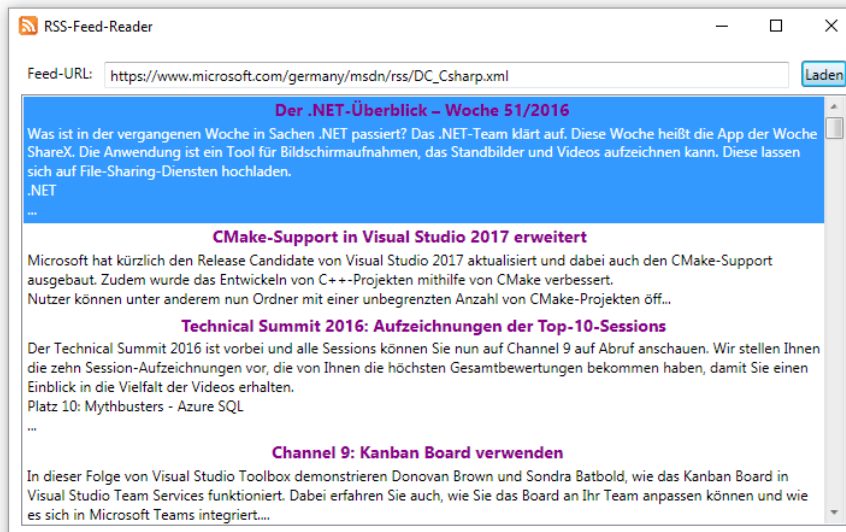 RSS-Feed-Reader
Feed-URL: https://www.microsoft.com/germany/msdn/rss/DC_Csharp.xml Laden
Der .NET-Überblick – Woche 51/2016
Was ist in der vergangenen Woche in Sachen .NET passiert? Das .NET-Team klärt auf. Diese Woche heißt die App der Woche
ShareX. Die Anwendung ist ein Tool für Bildschirmaufnahmen, das Standbilder und Videos aufzeichnen kann. Diese lassen
sich auf File-Sharing-Diensten hochladen.
.NET
...
CMake-Support in Visual Studio 2017 erweitert
Microsoft hat kürzlich den Release Candidate von Visual Studio 2017 aktualisiert und dabei auch den CMake-Support
ausgebaut. Zudem wurde das Entwickeln von C++-Projekten mithilfe von CMake verbessert.
Nutzer können unter anderem nun Ordner mit einer unbegrenzten Anzahl von CMake-Projekten öff...
Technical Summit 2016: Aufzeichnungen der Top-10-Sessions
Der Technical Summit 2016 ist vorbei und alle Sessions können Sie nun auf Channel 9 auf Abruf anschauen. Wir stellen Ihnen
die zehn Session-Aufzeichnungen vor, die von Ihnen die höchsten Gesamtbewertungen bekommen haben, damit Sie einen
Einblick in die Vielfalt der Videos erhalten.
Platz 10: Mythbusters - Azure SQL
...
Channel 9: Kanban Board verwenden
In dieser Folge von Visual Studio Toolbox demonstrieren Donovan Brown und Sondra Batbold, wie das Kanban Board in
Visual Studio Team Services funktioniert. Dabei erfahren Sie auch, wie Sie das Board an Ihr Team anpassen können und wie
es sich in Microsoft Teams integriert....